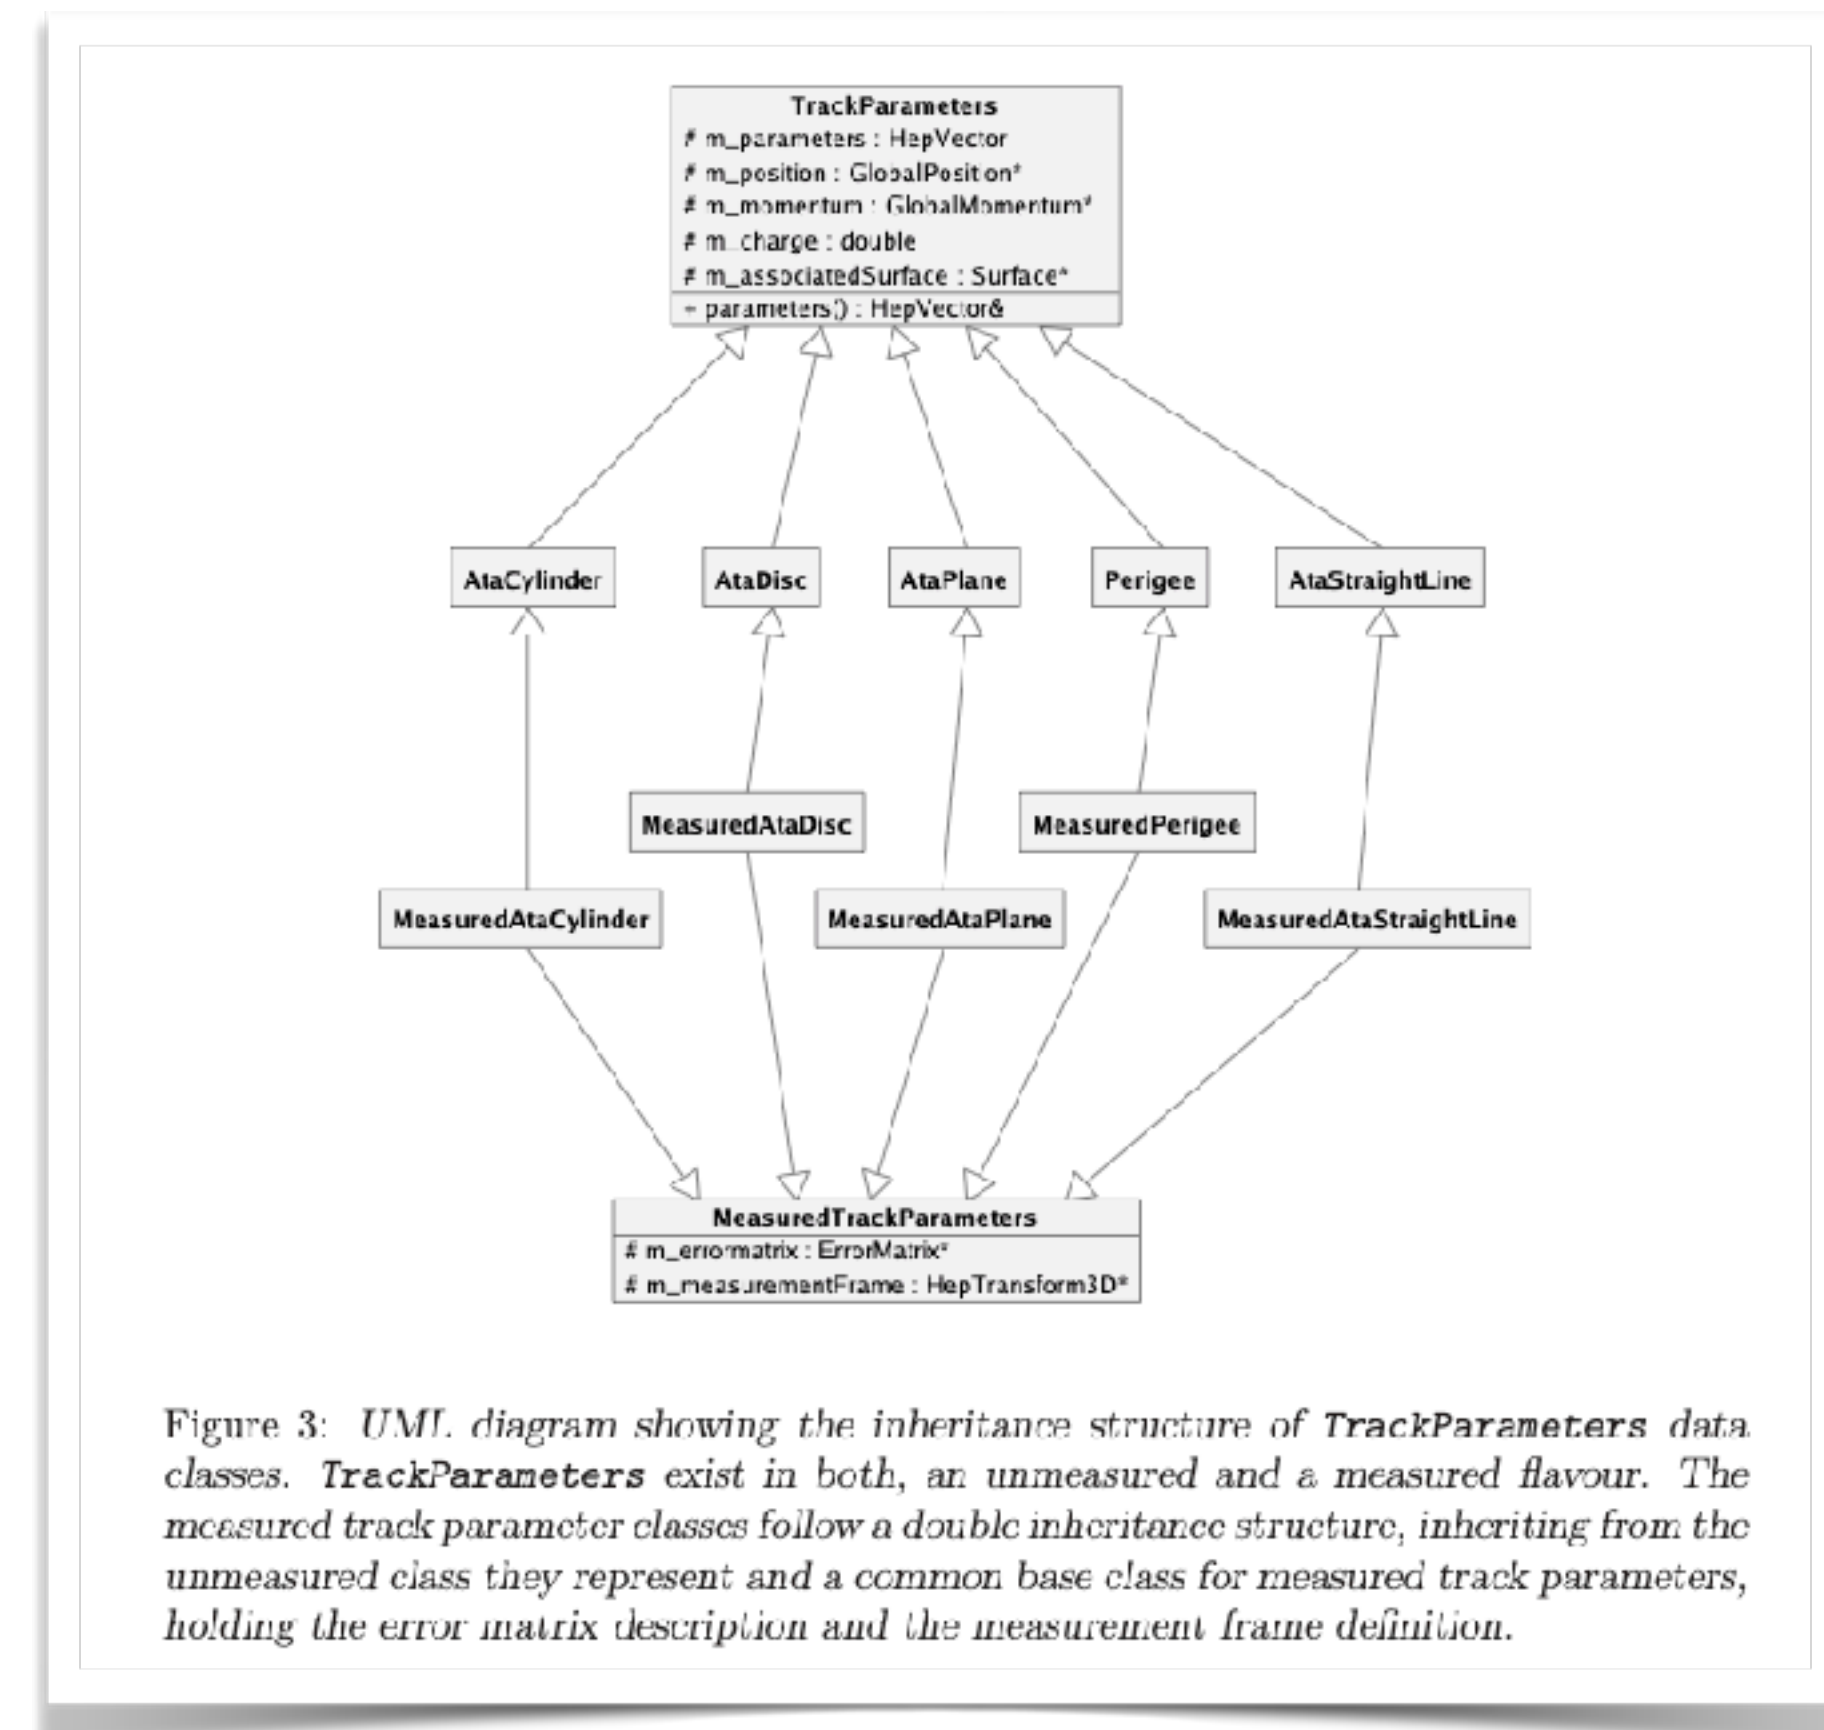 TrackParameters
# m_parameters : HepVector
# m_position : GlobalPosition*
# m_momentum : GlobalMomentum*
# m_charge : double
# m_associatedSurface : Surface*
+ parameters() : HepVector&
AtaCylinder AtaDisc AtaPlane Perigee AtaStraightLine
MeasuredAtaDisc MeasuredPerigee
MeasuredAtaCylinder MeasuredAtaPlane MeasuredAtaStraightLine
MeasuredTrackParameters
# m_errormatrix : ErrorMatrix*
# m_measurementFrame : HepTransform3D*
Figure 3: UML diagram showing the inheritance structure of TrackParameters data
classes. TrackParameters exist in both, an unmeasured and a measured flavour. The
measured track parameter classes follow a double inheritance structure, inheriting from the
unmeasured class they represent and a common base class for measured track parameters,
holding the error matrix description and the measurement frame definition.